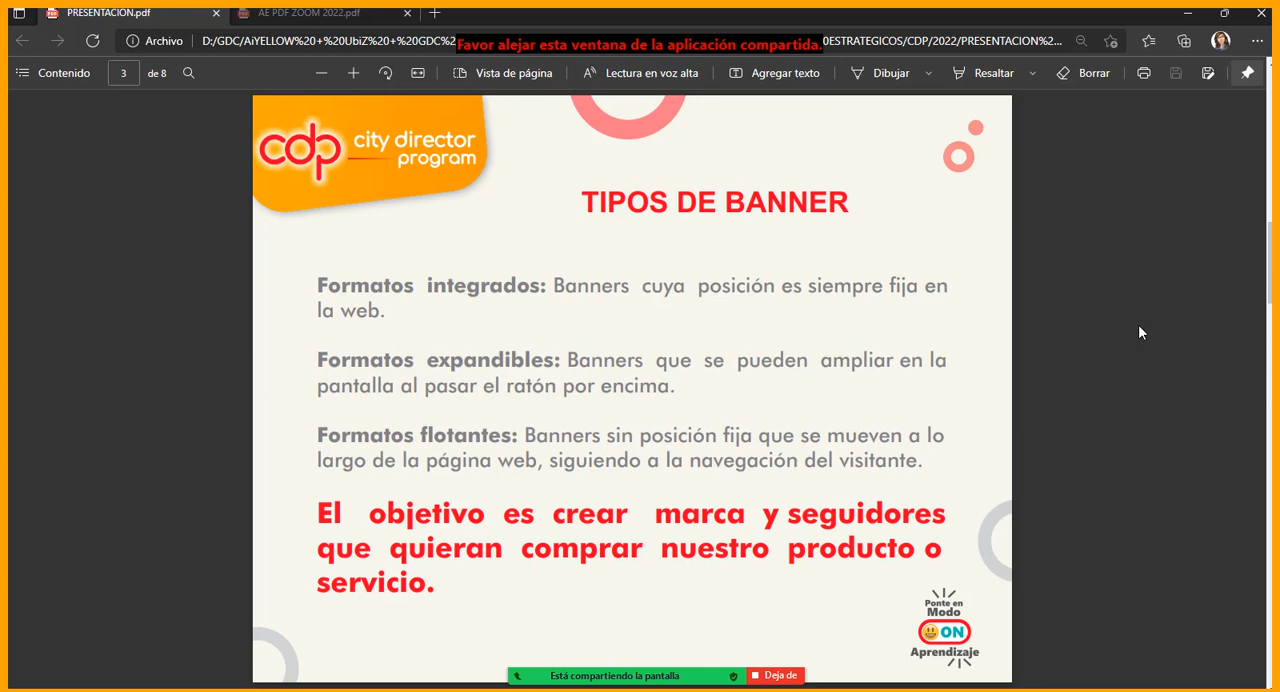 PRESENTACION.pdf
AE PDF ZOOM 2022.pdf
Archivo
D:/GDC/AiYELLOW%20+%20UbiZ%20+%20GDC%2
Favor alejar esta ventana de la aplicación compartida.
0ESTRATEGICOS/CDP/2022/PRESENTACION%...
Contenido
3
de 8
Vista de página
Lectura en voz alta
Agregar texto
Dibujar
Resaltar
Borrar
cdp
city director
program
TIPOS DE BANNER
Formatos integrados: Banners cuya posición es siempre fija en
la web.
Formatos expandibles: Banners que se pueden ampliar en la
pantalla al pasar el ratón por encima.
Formatos flotantes: Banners sin posición fija que se mueven a lo
largo de la página web, siguiendo a la navegación del visitante.
El objetivo es crear marca y seguidores
que quieran comprar nuestro producto o
servicio.
Ponte en
Modo
ON
Aprendizaje
Está compartiendo la pantalla
Deja de